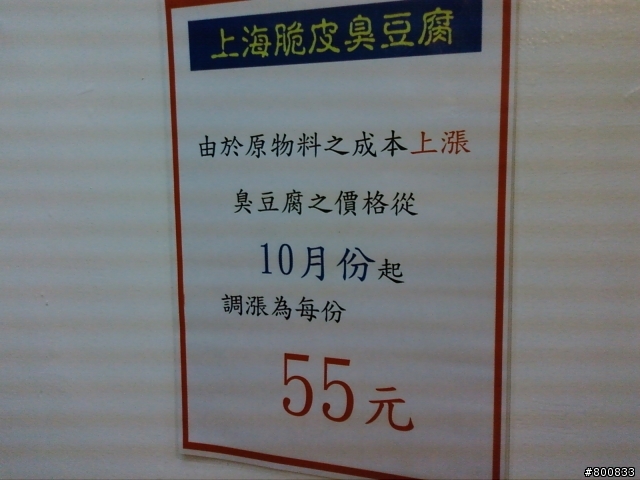 上海脆皮臭豆腐
由於原物料之成本上漲
臭豆腐之價格從
10月份起
調漲為每份
55元
#800833